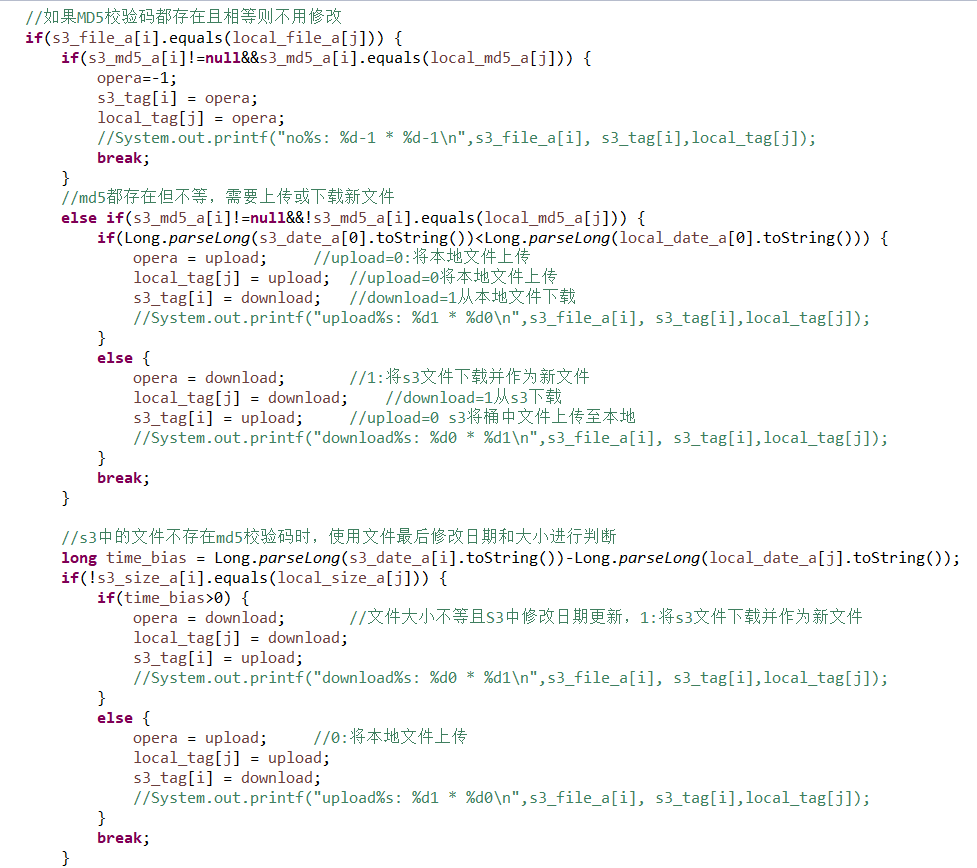 //如果MD5校验码都存在且相等则不用修改
if(s3_file_a[i].equals(local_file_a[j])) {
if(s3_md5_a[i]!=null&&s3_md5_a[i].equals(local_md5_a[j])) {
opera=-1;
s3_tag[i] = opera;
local_tag[j] = opera;
//System.out.printf("no%s: %d-1 * %d-1\n",s3_file_a[i], s3_tag[i],local_tag[j]);
break;
}
//md5都存在但不等，需要上传或下载新文件
else if(s3_md5_a[i]!=null&&!s3_md5_a[i].equals(local_md5_a[j])) {
if(Long.parseLong(s3_date_a[0].toString())<Long.parseLong(local_date_a[0].toString())) {
opera = upload; //upload=0:将本地文件上传
local_tag[j] = upload; //upload=0将本地文件上传
s3_tag[i] = download; //download=1从本地文件下载
//System.out.printf("upload%s: %d1 * %d0\n",s3_file_a[i], s3_tag[i],local_tag[j]);
}
else {
opera = download; //1:将s3文件下载并作为新文件
local_tag[j] = download; //download=1从s3下载
s3_tag[i] = upload; //upload=0 s3将桶中文件上传至本地
//System.out.printf("download%s: %d0 * %d1\n",s3_file_a[i], s3_tag[i],local_tag[j]);
}
break;
}
//s3中的文件不存在md5校验码时，使用文件最后修改日期和大小进行判断
long time_bias = Long.parseLong(s3_date_a[i].toString())-Long.parseLong(local_date_a[j].toString());
if(!s3_size_a[i].equals(local_size_a[j])) {
if(time_bias>0) {
opera = download; //文件大小不等且S3中修改日期更新，1:将s3文件下载并作为新文件
local_tag[j] = download;
s3_tag[i] = upload;
//System.out.printf("download%s: %d0 * %d1\n",s3_file_a[i], s3_tag[i],local_tag[j]);
}
else {
opera = upload; //0:将本地文件上传
local_tag[j] = upload;
s3_tag[i] = download;
//System.out.printf("upload%s: %d1 * %d0\n",s3_file_a[i], s3_tag[i],local_tag[j]);
}
break;
}